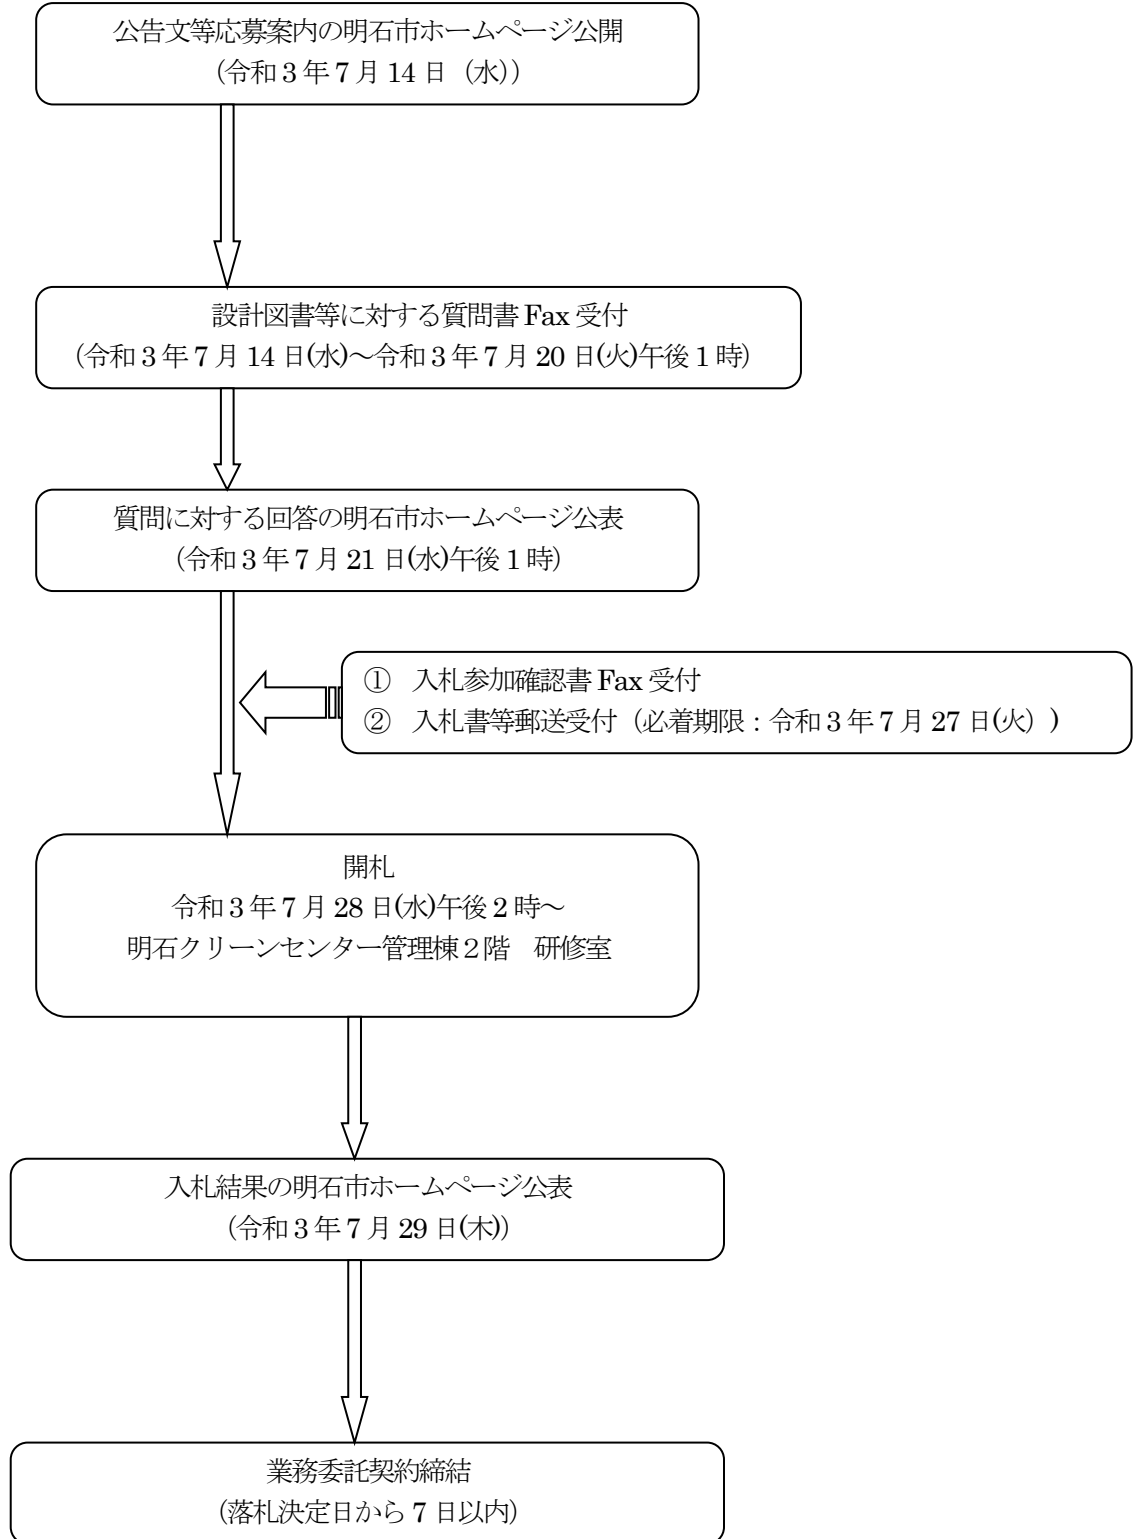 公告文等応募案内の明石市ホームページ公開
（令和３年７月14日（水））
設計図書等に対する質問書 Fax 受付
（令和３年７月14日(水)～令和３年７月20日(火)午後１時）
質問に対する回答の明石市ホームページ公表
（令和３年７月21日(水)午後１時）
① 入札参加確認書 Fax 受付
② 入札書等郵送受付（必着期限：令和３年７月27日(火））
開札
令和３年７月28日(水)午後２時～
明石クリーンセンター管理棟２階　研修室
入札結果の明石市ホームページ公表
（令和３年７月29日(木)）
業務委託契約締結
（落札決定日から７日以内）